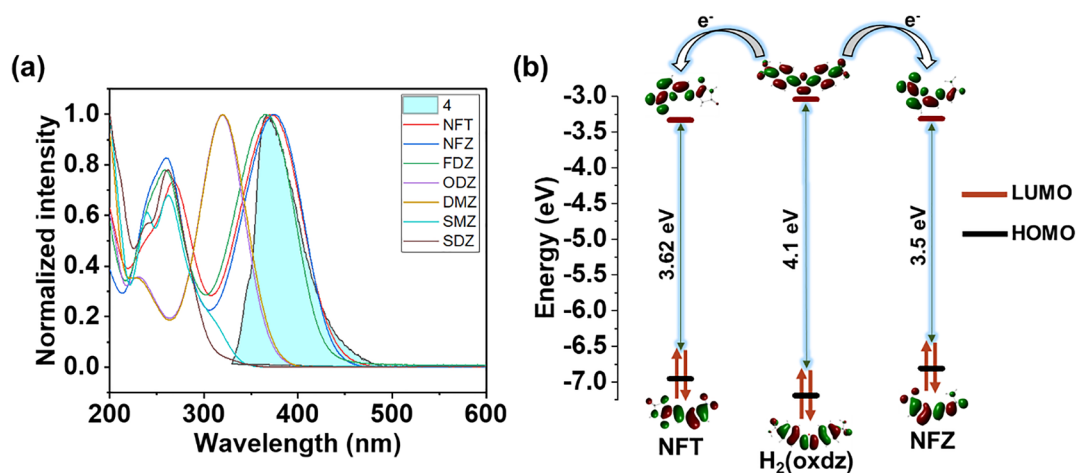 (a)
Normalized intensity
1.0
0.8
0.6
0.4
0.2
0.0
200
300
400
500
600
Wavelength (nm)
4
NFT
NFZ
FDZ
ODZ
DMZ
SMZ
SDZ
(b)
e-
e-
Energy (eV)
-3.0
-3.5
-4.0
-4.5
-5.0
-5.5
-6.0
-6.5
-7.0
3.62 eV
4.1 eV
3.5 eV
NFT
H₂(oxdz)
NFZ
LUMO
HOMO